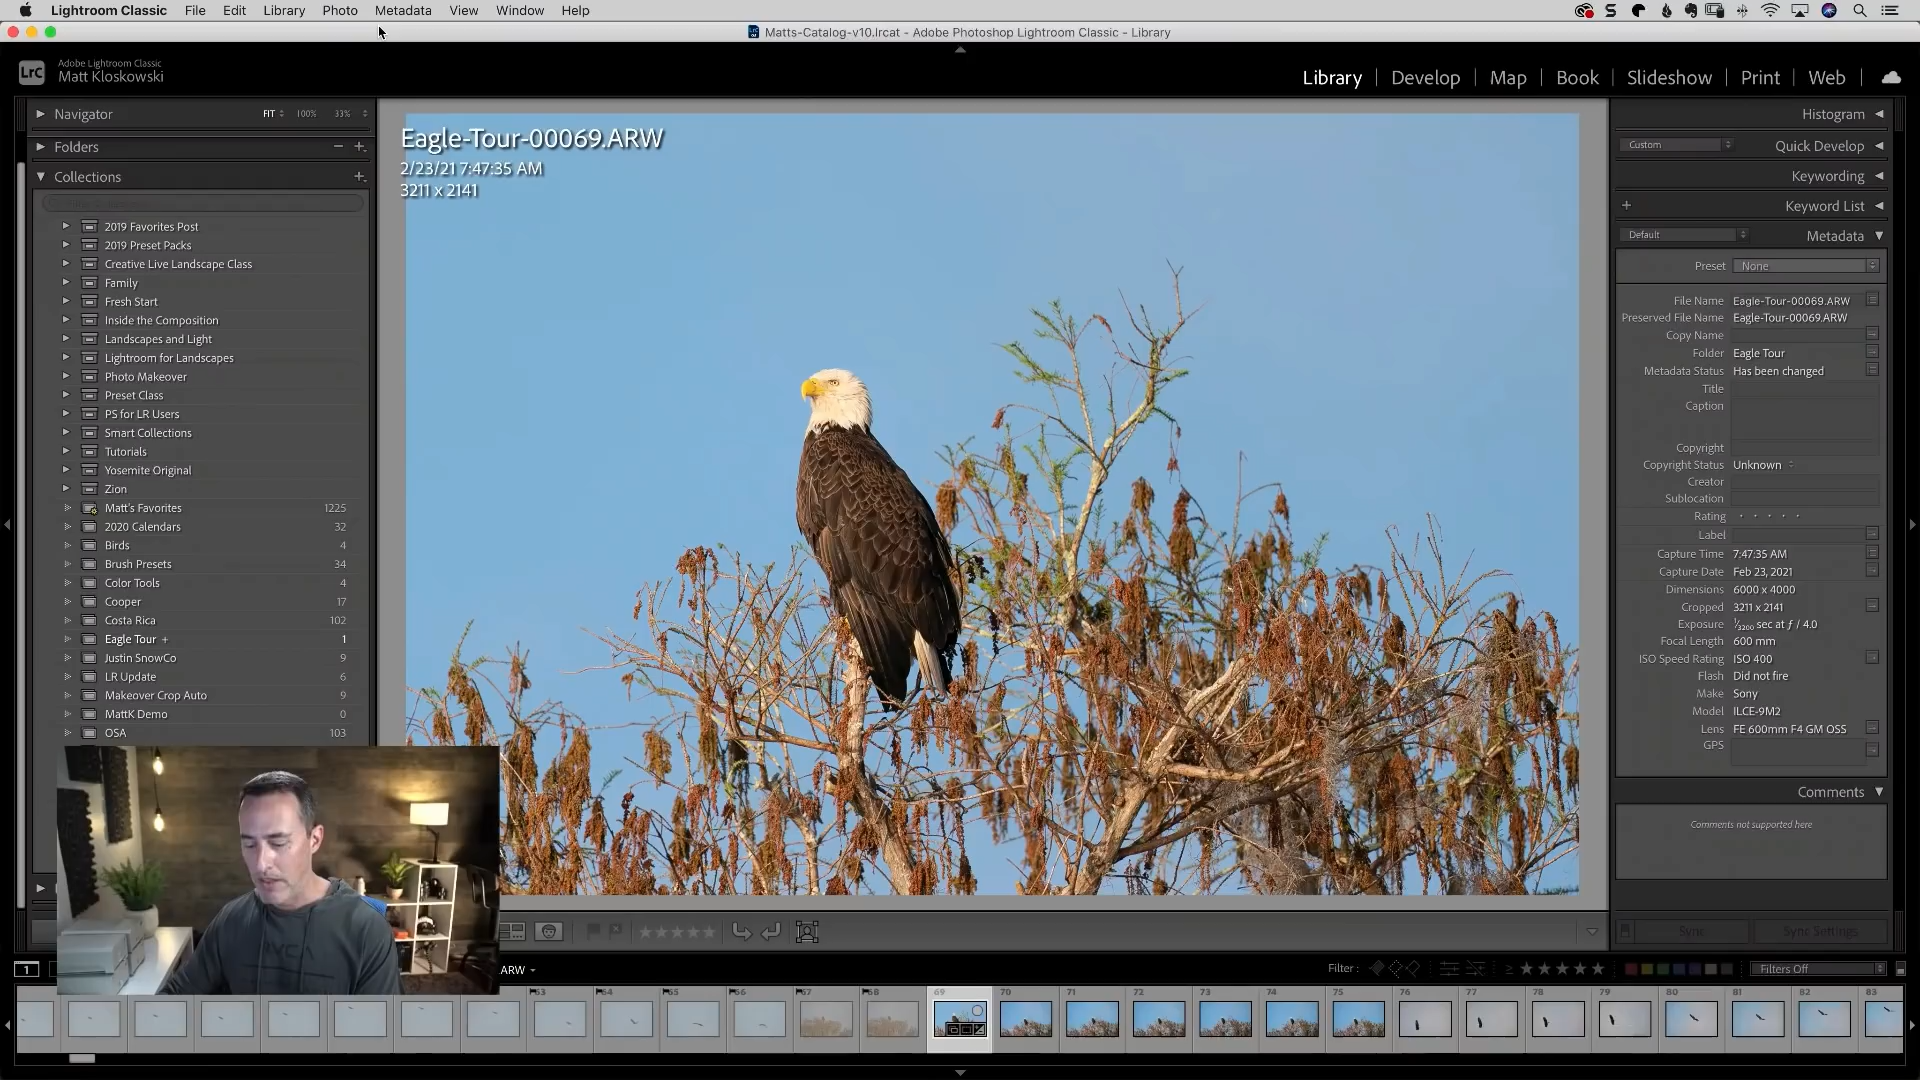 Lightroom Classic File Edit Library Photo Metadata View Window Help
Matts-Catalog-v10.lrcat - Adobe Photoshop Lightroom Classic - Library
LrC
Adobe Lightroom Classic
Matt Kloskowski
Library | Develop | Map | Book | Slideshow | Print | Web
Navigator FIT 100% 33%
Folders
Collections
2019 Favorites Post
2019 Preset Packs
Creative Live Landscape Class
Family
Fresh Start
Inside the Composition
Landscapes and Light
Lightroom for Landscapes
Photo Makeover
Preset Class
PS for LR Users
Smart Collections
Tutorials
Yosemite Original
Zion
Matt's Favorites 1225
2020 Calendars 32
Birds 4
Brush Presets 34
Color Tools 4
Cooper 17
Costa Rica 102
Eagle Tour + 1
Justin SnowCo 9
LR Update 6
Makeover Crop Auto 9
MattK Demo 0
OSA 103
Eagle-Tour-00069.ARW
2/23/21 7:47:35 AM
3211 x 2141
Histogram
Custom Quick Develop
Keywording
+ Keyword List
Default Metadata
Preset None
File Name Eagle-Tour-00069.ARW
Preserved File Name Eagle-Tour-00069.ARW
Copy Name
Folder Eagle Tour
Metadata Status Has been changed
Title
Caption
Copyright
Copyright Status Unknown
Creator
Sublocation
Rating
Label
Capture Time 7:47:35 AM
Capture Date Feb 23, 2021
Dimensions 6000 x 4000
Cropped 3211 x 2141
Exposure 1/3200 sec at ƒ / 4.0
Focal Length 600 mm
ISO Speed Rating ISO 400
Flash Did not fire
Make Sony
Model ILCE-9M2
Lens FE 600mm F4 GM OSS
GPS
Comments
Comments not supported here
Sync Sync Settings
1
ARW
Filter : Filters Off
69 70 71 72 73 74 75 76 77 78 79 80 81 82 83